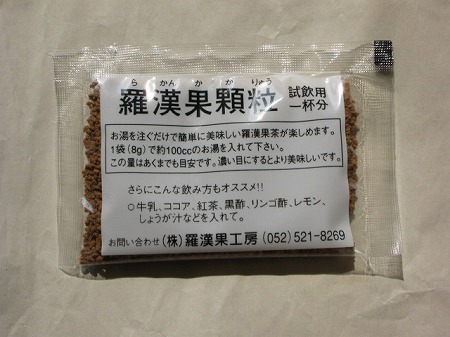 らかんかかりゅう
羅漢果顆粒 試飲用
一杯分
お湯を注ぐだけで簡単に美味しい羅漢果茶が楽しめます。
1袋(8g)で約100ccのお湯を入れて下さい。
この量はあくまでも目安です。濃い目にするとより美味しいです。
さらにこんな飲み方もオススメ!!
○牛乳、ココア、紅茶、黒酢、リンゴ酢、レモン、
しょうが汁などを入れて。
お問い合わせ(株)羅漢果工房(052)521-8269